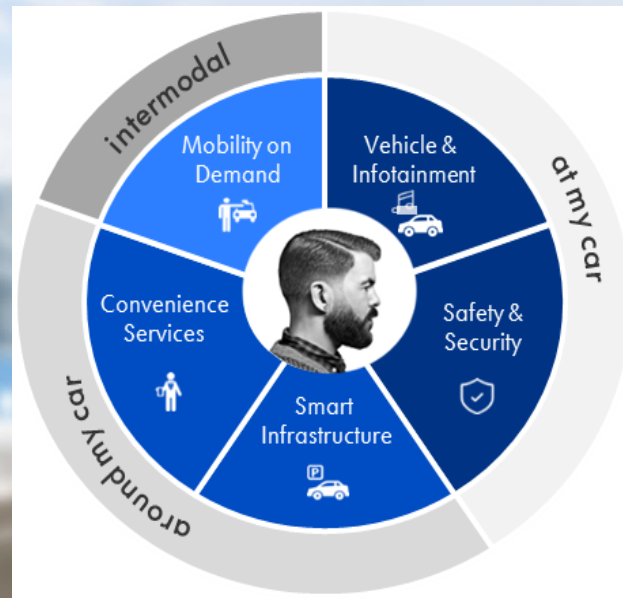 intermodal
Mobility on
Demand
Vehicle &
Infotainment
at my car
Convenience
Services
Safety &
Security
Smart
Infrastructure
P
around my car